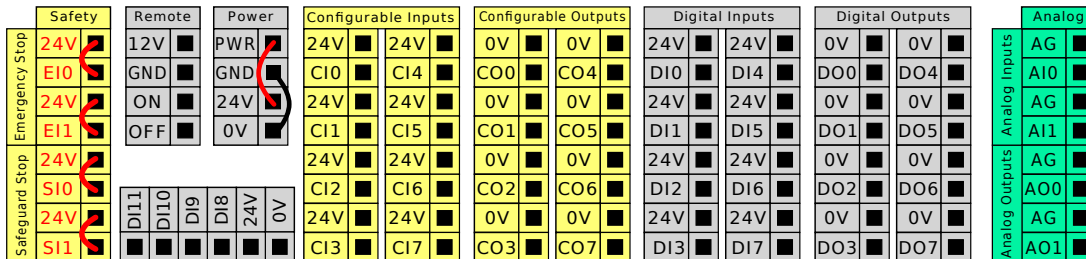 Safety
Emergency Stop
24V
EI0
24V
EI1
Safeguard Stop
24V
SI0
24V
SI1
Remote
12V
GND
ON
OFF
Power
PWR
GND
24V
0V
DI11 DI10 DI9 DI8 24V 0V
Configurable Inputs
24V 24V
CI0 CI4
24V 24V
CI1 CI5
24V 24V
CI2 CI6
24V 24V
CI3 CI7
Configurable Outputs
0V 0V
CO0 CO4
0V 0V
CO1 CO5
0V 0V
CO2 CO6
0V 0V
CO3 CO7
Digital Inputs
24V 24V
DI0 DI4
24V 24V
DI1 DI5
24V 24V
DI2 DI6
24V 24V
DI3 DI7
Digital Outputs
0V 0V
DO0 DO4
0V 0V
DO1 DO5
0V 0V
DO2 DO6
0V 0V
DO3 DO7
Analog
Analog Inputs
AG
AI0
AG
AI1
Analog Outputs
AG
AO0
AG
AO1